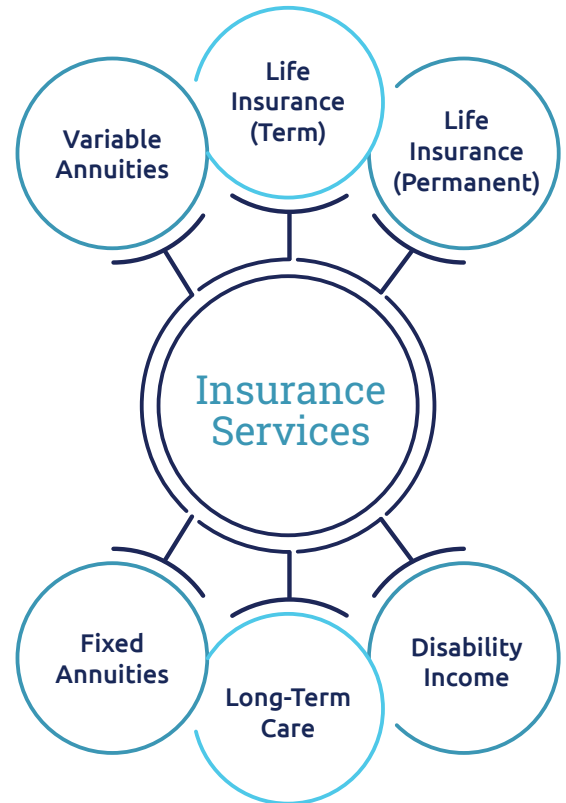 Life
Insurance
(Term)
Variable
Annuities
Life
Insurance
(Permanent)
Insurance
Services
Fixed
Annuities
Long-Term
Care
Disability
Income